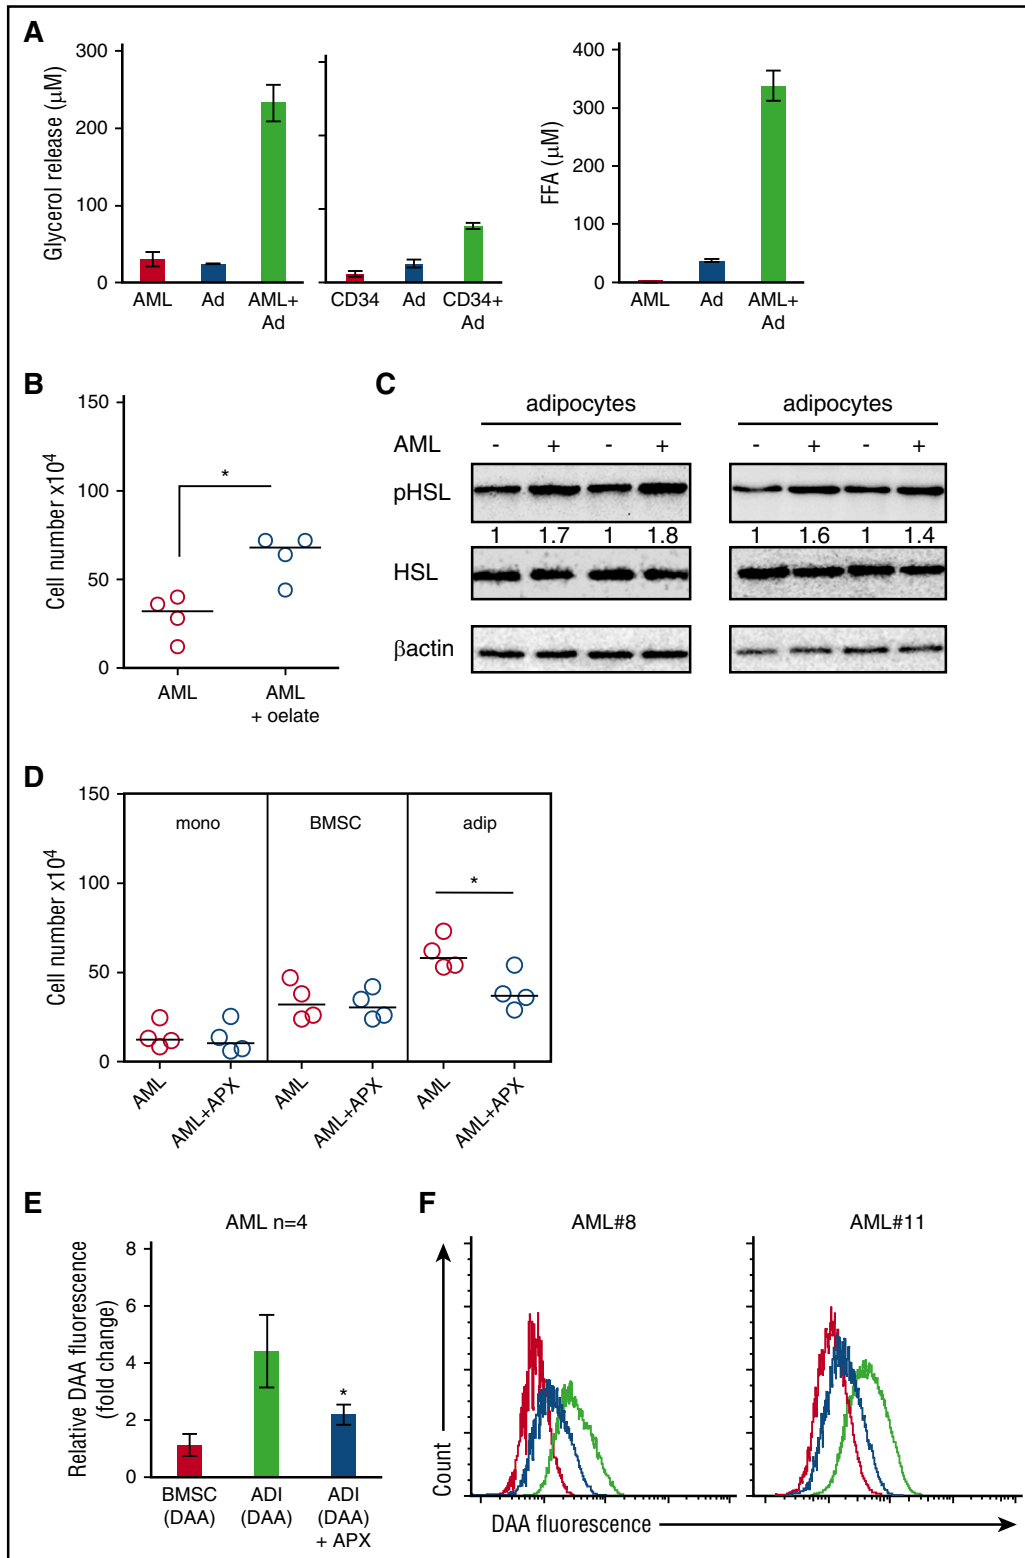 A
Glycerol release (μM)
300
200
100
0
AML
Ad
AML+
Ad
CD34
Ad
CD34+
Ad
FFA (μM)
400
300
200
100
0
AML
Ad
AML+
Ad
B
Cell number x10⁴
150
100
50
0
*
AML
AML
+ oelate
C
adipocytes
adipocytes
AML - + - + - + - +
pHSL
1 1.7 1 1.8 1 1.6 1 1.4
HSL
βactin
D
Cell number x10⁴
150
100
50
0
mono
BMSC
adip
*
AML
AML+APX
AML
AML+APX
AML
AML+APX
E
AML n=4
Relative DAA fluorescence
(fold change)
8
6
4
2
0
*
BMSC
(DAA)
ADI
(DAA)
ADI
(DAA)
+ APX
F
AML#8
AML#11
Count
DAA fluorescence